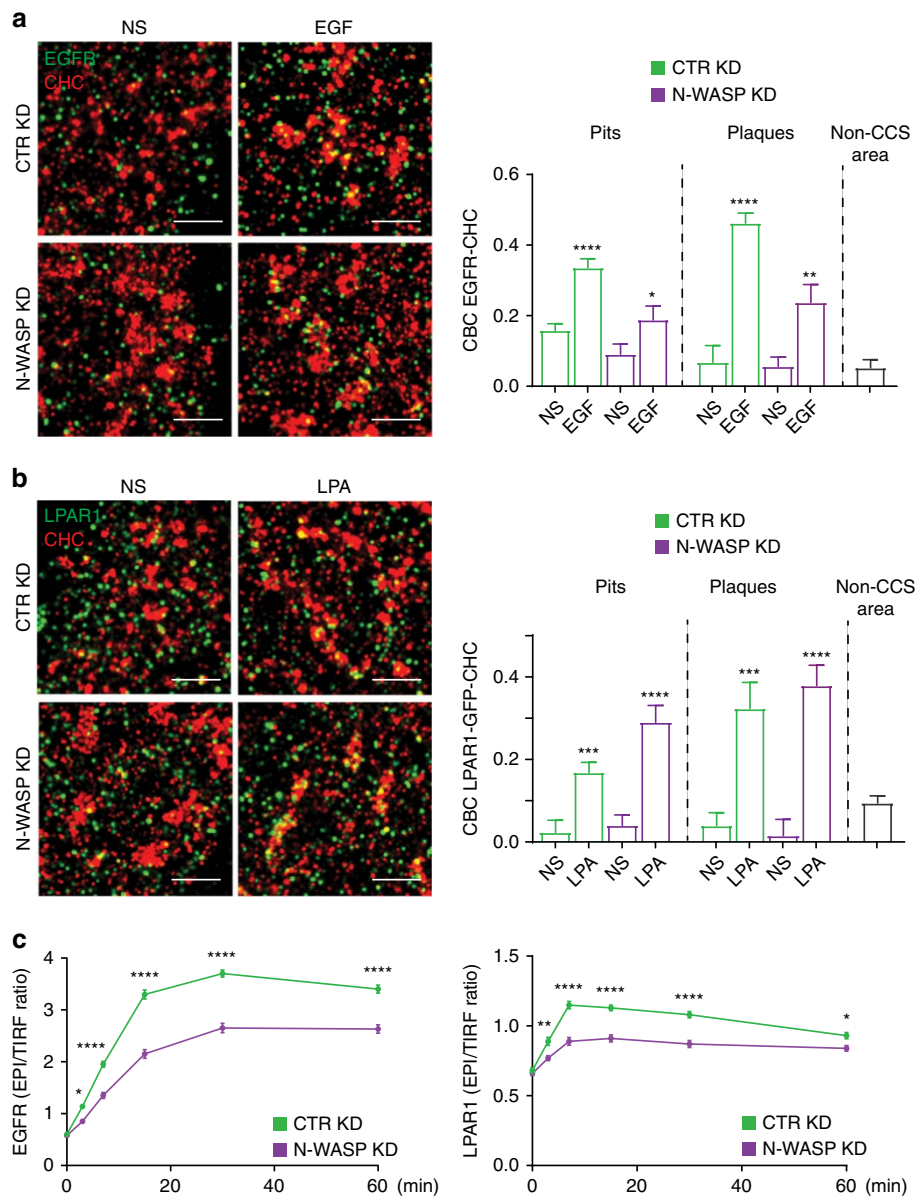 a
NS
EGF
EGFR
CHC
CTR KD
N-WASP KD
CTR KD
N-WASP KD
Pits
Plaques
Non-CCS
area
CBC EGFR-CHC
0.6
0.4
0.2
0.0
****
*
****
**
NS
EGF
NS
EGF
NS
EGF
NS
EGF
b
NS
LPA
LPAR1
CHC
CTR KD
N-WASP KD
CTR KD
N-WASP KD
Pits
Plaques
Non-CCS
area
CBC LPAR1-GFP-CHC
0.4
0.2
0.0
***
****
***
****
NS
LPA
NS
LPA
NS
LPA
NS
LPA
c
EGFR (EPI/TIRF ratio)
4
3
2
1
0
*
****
****
****
****
CTR KD
N-WASP KD
0
20
40
60
(min)
LPAR1 (EPI/TIRF ratio)
1.5
1.0
0.5
0.0
**
****
****
****
*
CTR KD
N-WASP KD
0
20
40
60
(min)